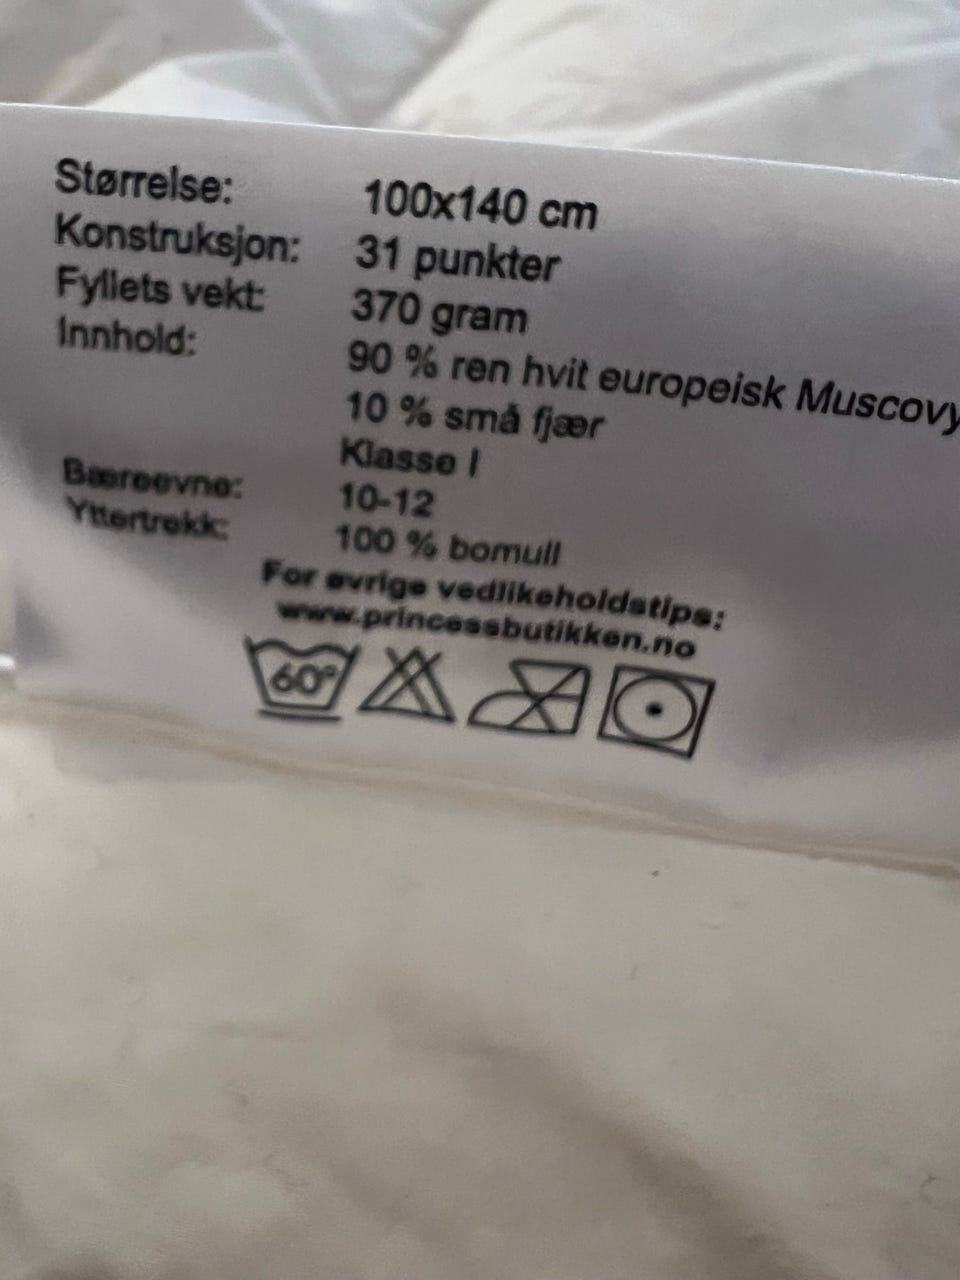 Størrelse: 100x140 cm
Konstruksjon: 31 punkter
Fyllets vekt: 370 gram
Innhold: 90 % ren hvit europeisk Muscovy
10 % små fjær
Klasse I
Bæreevne: 10-12
Yttertrekk: 100 % bomull
For øvrige vedlikeholdstips:
www.princessbutikken.no
60°